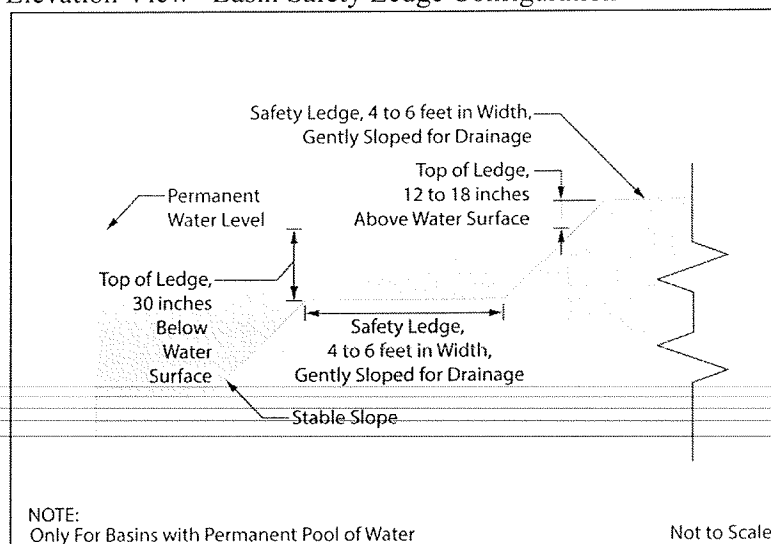 Elevation View - Basin Safety Ledge Configuration
Safety Ledge, 4 to 6 feet in Width,
Gently Sloped for Drainage
Top of Ledge,
12 to 18 inches
Above Water Surface
Permanent
Water Level
Top of Ledge,
30 inches
Below
Water
Surface
Safety Ledge,
4 to 6 feet in Width,
Gently Sloped for Drainage
Stable Slope
NOTE:
Only For Basins with Permanent Pool of Water
Not to Scale